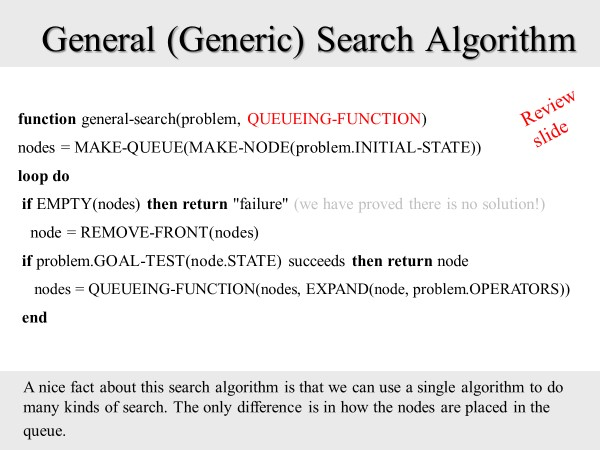 General (Generic) Search Algorithm
Review
slide
function general-search(problem, QUEUEING-FUNCTION)
nodes = MAKE-QUEUE(MAKE-NODE(problem.INITIAL-STATE))
loop do
if EMPTY(nodes) then return "failure" (we have proved there is no solution!)
node = REMOVE-FRONT(nodes)
if problem.GOAL-TEST(node.STATE) succeeds then return node
nodes = QUEUEING-FUNCTION(nodes, EXPAND(node, problem.OPERATORS))
end
A nice fact about this search algorithm is that we can use a single algorithm to do
many kinds of search. The only difference is in how the nodes are placed in the
queue.